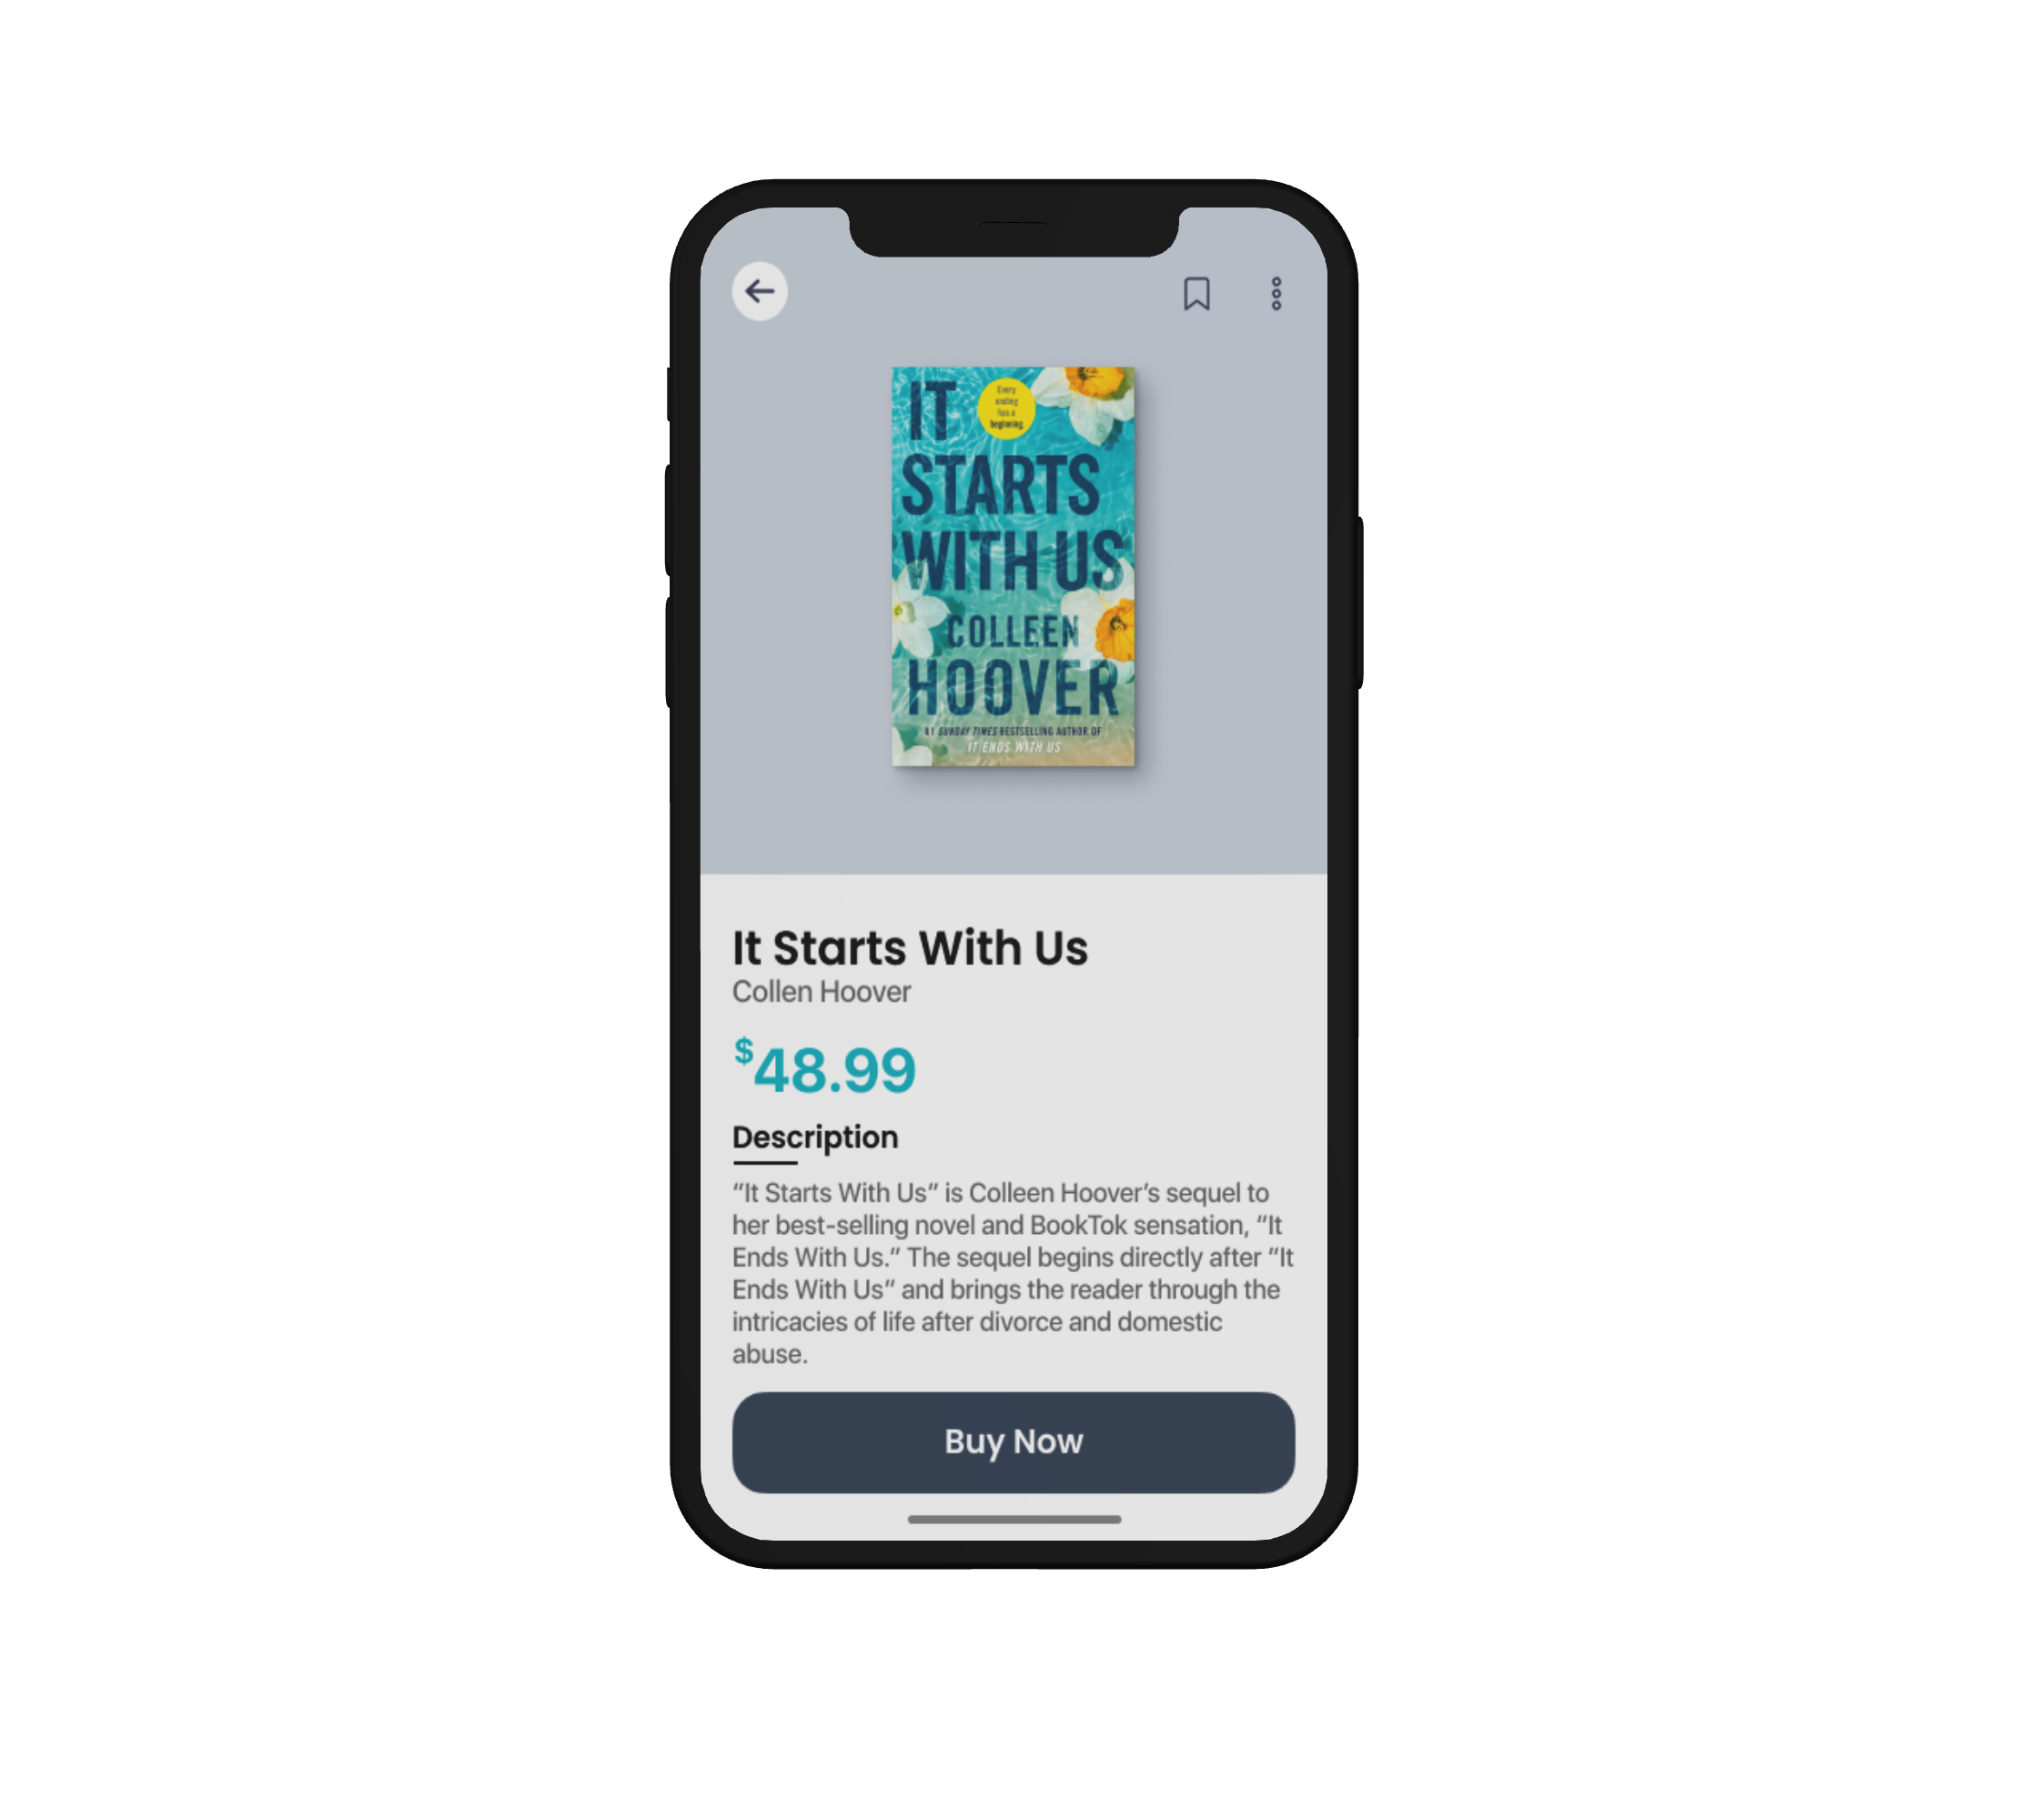 IT
Every
ending
has a
beginning.
STARTS
WITH US
COLLEEN
HOOVER
#1 SUNDAY TIMES BESTSELLING AUTHOR OF
IT ENDS WITH US
It Starts With Us
Collen Hoover
$48.99
Description
“It Starts With Us” is Colleen Hoover’s sequel to
her best-selling novel and BookTok sensation, “It
Ends With Us.” The sequel begins directly after “It
Ends With Us” and brings the reader through the
intricacies of life after divorce and domestic
abuse.
Buy Now